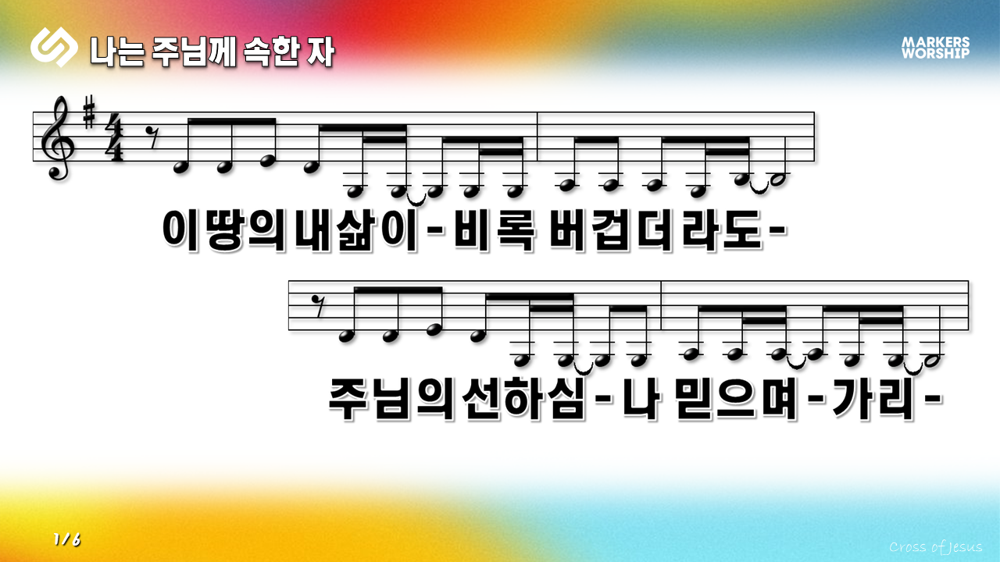 나는 주님께 속한 자
MARKERS
WORSHIP
이 땅의 내 삶이 - 비록 버겁더라도 -
주님의 선하심 - 나 믿으며 - 가리 -
1/6
Cross of Jesus